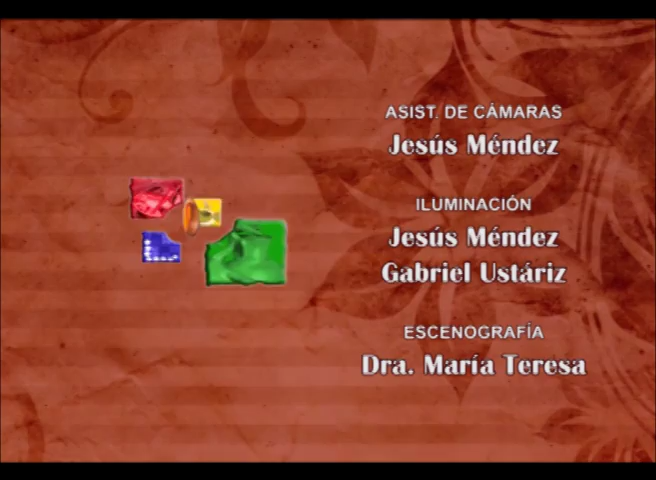 ASIST. DE CÁMARAS
Jesús Méndez
ILUMINACIÓN
Jesús Méndez
Gabriel Ustáriz
ESCENOGRAFÍA
Dra. María Teresa